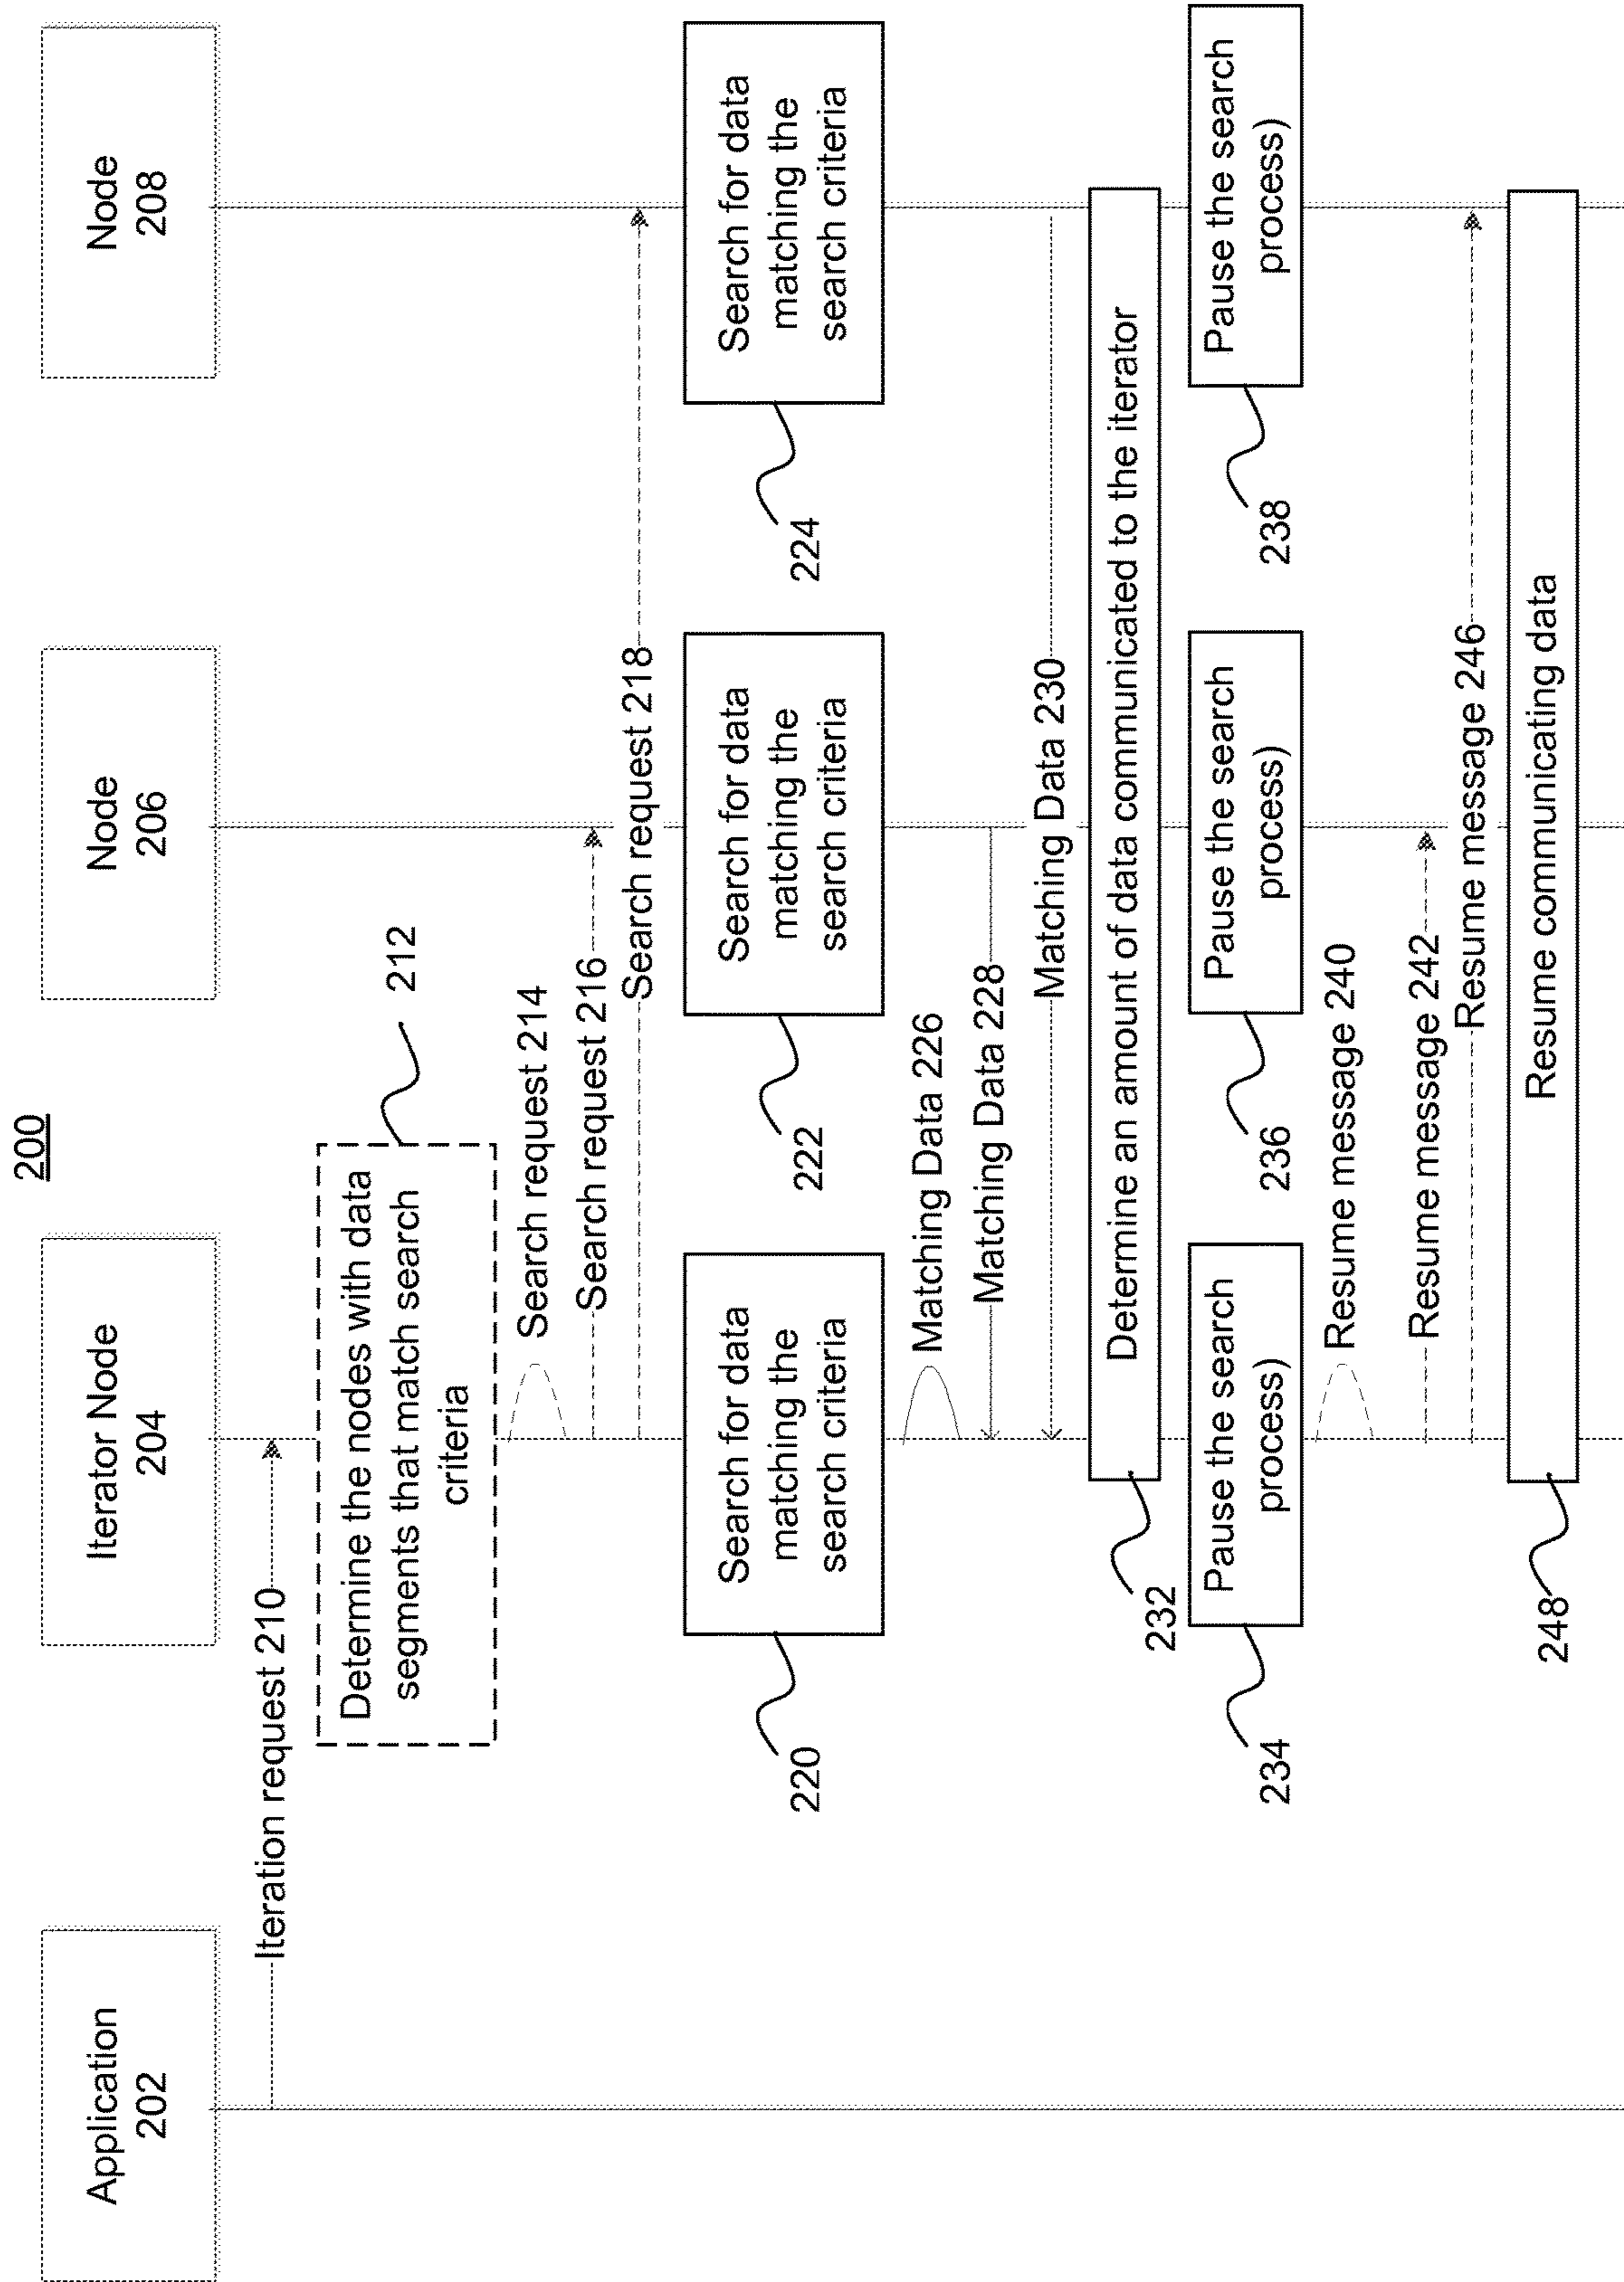 200
Application
202
Iterator Node
204
Node
206
Node
208
Iteration request 210
Determine the nodes with data
segments that match search
criteria
212
Search request 214
Search request 216
Search request 218
Search for data
matching the
search criteria
220
Search for data
matching the
search criteria
222
Search for data
matching the
search criteria
224
Matching Data 226
Matching Data 228
Matching Data 230
Determine an amount of data communicated to the iterator
232
Pause the search
process)
234
Pause the search
process)
236
Pause the search
process)
238
Resume message 240
Resume message 242
Resume message 246
Resume communicating data
248